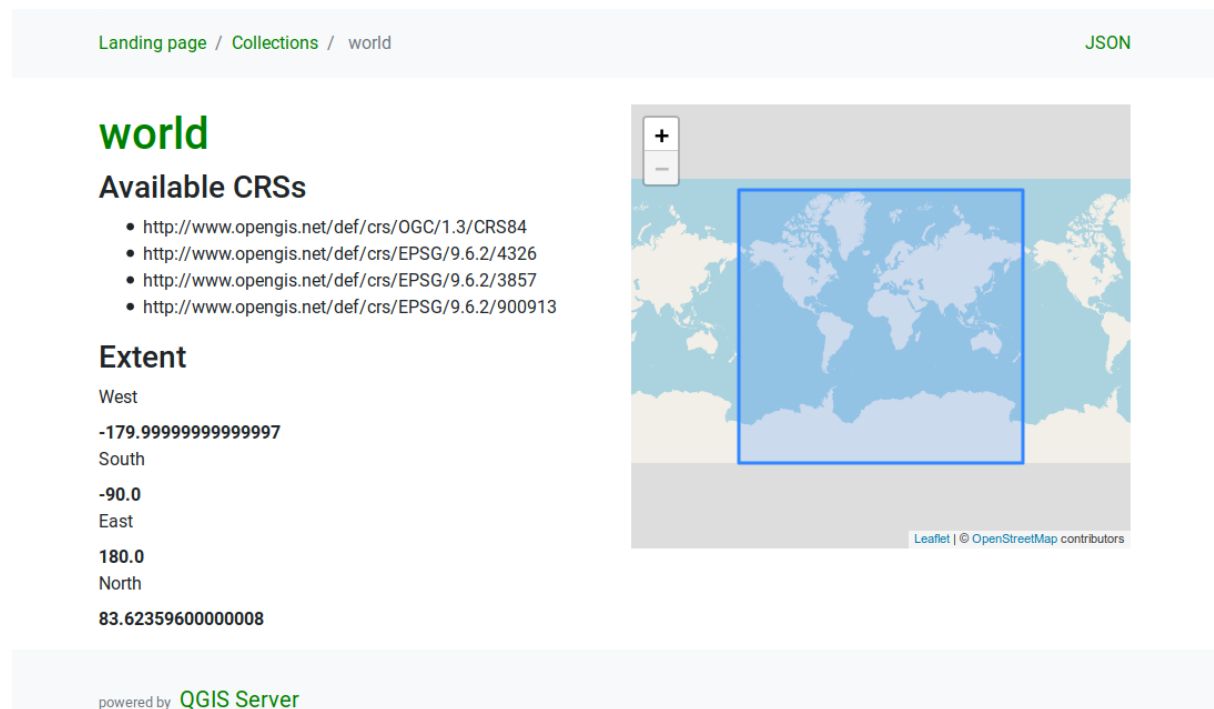 Landing page / Collections / world
JSON
world
Available CRSs
http://www.opengis.net/def/crs/OGC/1.3/CRS84
http://www.opengis.net/def/crs/EPSG/9.6.2/4326
http://www.opengis.net/def/crs/EPSG/9.6.2/3857
http://www.opengis.net/def/crs/EPSG/9.6.2/900913
Extent
West
-179.99999999999997
South
-90.0
East
180.0
North
83.62359600000008
+
−
Leaflet | © OpenStreetMap contributors
powered by QGIS Server